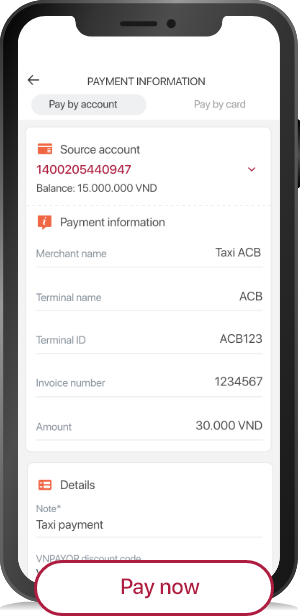 PAYMENT INFORMATION
Pay by account Pay by card
Source account
1400205440947
Balance: 15.000.000 VND
Payment information
Merchant name Taxi ACB
Terminal name ACB
Terminal ID ACB123
Invoice number 1234567
Amount 30.000 VND
Details
Note*
Taxi payment
VNPAYQR discount code
Pay now